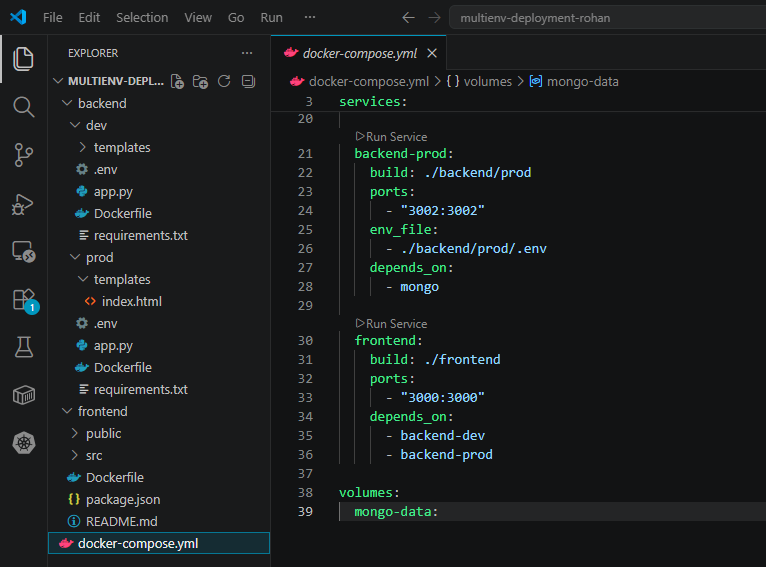 File Edit Selection View Go Run ···
multienv-deployment-rohan
EXPLORER ···
MULTIENV-DEPL...
backend
dev
templates
.env
app.py
Dockerfile
requirements.txt
prod
templates
index.html
.env
app.py
Dockerfile
requirements.txt
frontend
public
src
Dockerfile
package.json
README.md
docker-compose.yml
1
docker-compose.yml
docker-compose.yml > {} volumes > mongo-data
3 services:
20
Run Service
21 backend-prod:
22 build: ./backend/prod
23 ports:
24 - "3002:3002"
25 env_file:
26 - ./backend/prod/.env
27 depends_on:
28 - mongo
29
Run Service
30 frontend:
31 build: ./frontend
32 ports:
33 - "3000:3000"
34 depends_on:
35 - backend-dev
36 - backend-prod
37
38 volumes:
39 mongo-data: